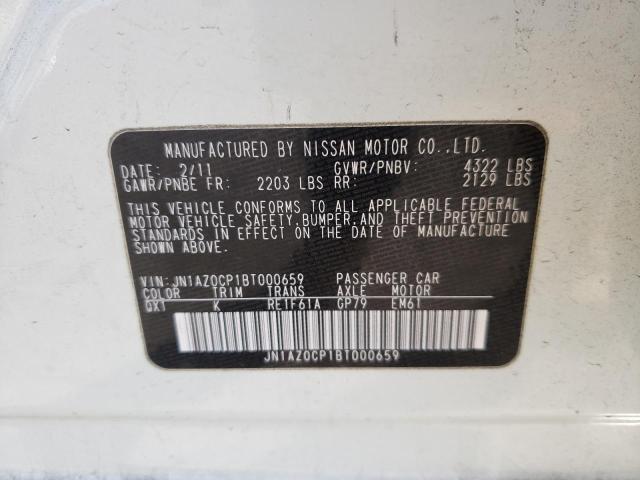 MANUFACTURED BY NISSAN MOTOR CO.,LTD.
DATE: 2/11 GVWR/PNBV: 4322 LBS
GAWR/PNBE FR: 2203 LBS RR: 2129 LBS
THIS VEHICLE CONFORMS TO ALL APPLICABLE FEDERAL
MOTOR VEHICLE SAFETY,BUMPER,AND THEFT PREVENTION
STANDARDS IN EFFECT ON THE DATE OF MANUFACTURE
SHOWN ABOVE.
VIN:JN1AZ0CP1BT000659 PASSENGER CAR
COLOR TRIM TRANS AXLE MOTOR
QX1 K RE1F61A GP79 EM61
JN1AZ0CP1BT000659